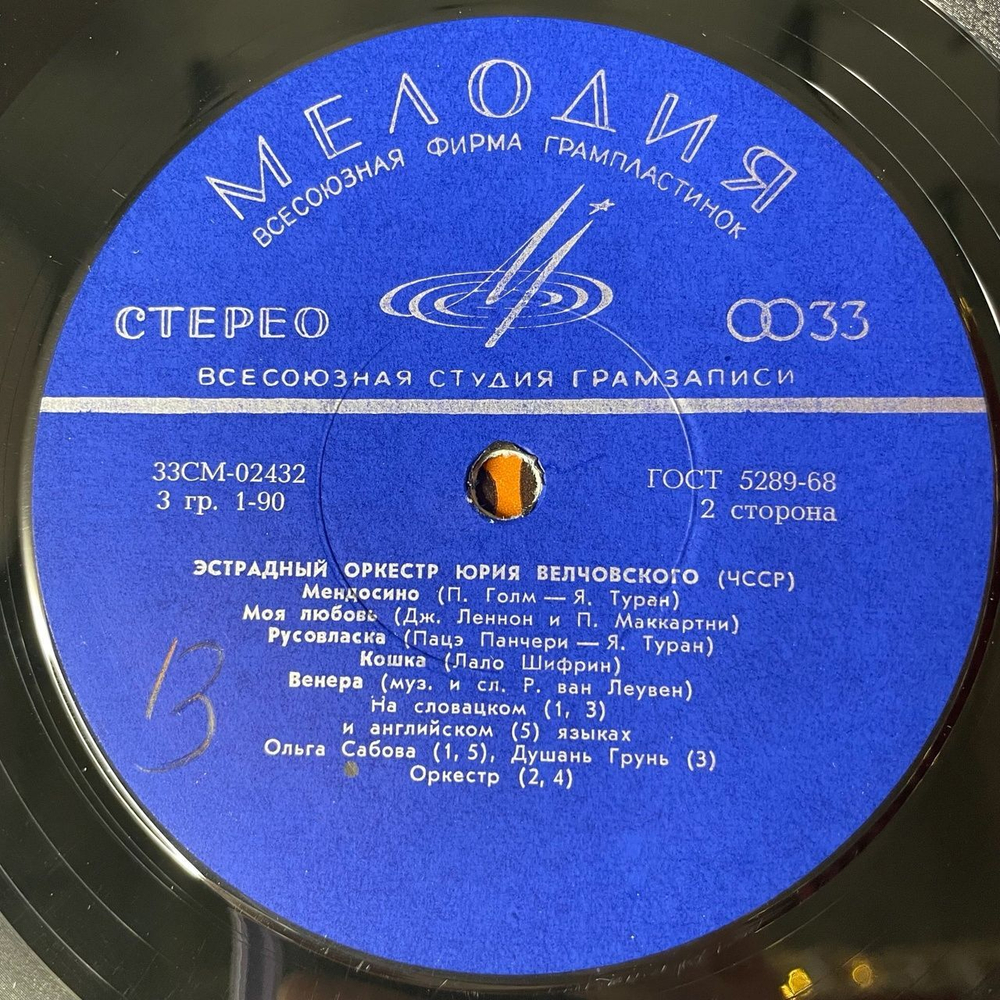 МЕЛОДИЯ
ВСЕСОЮЗНАЯ ФИРМА ГРАМПЛАСТИНОК
СТЕРЕО
33
ВСЕСОЮЗНАЯ СТУДИЯ ГРАМЗАПИСИ
33СМ-02432
ГОСТ 5289-68
3 гр. 1-90
2 сторона
ЭСТРАДНЫЙ ОРКЕСТР ЮРИЯ ВЕЛЧОВСКОГО (ЧССР)
Мендосино (П. Голм — Я. Туран)
Моя любовь (Дж. Леннон и П. Маккартни)
Русовласка (Пацэ Панчери — Я. Туран)
Кошка (Лало Шифрин)
Венера (муз. и сл. Р. ван Леувен)
На словацком (1, 3)
и английском (5) языках
Ольга Сабова (1, 5), Душань Грунь (3)
Оркестр (2, 4)